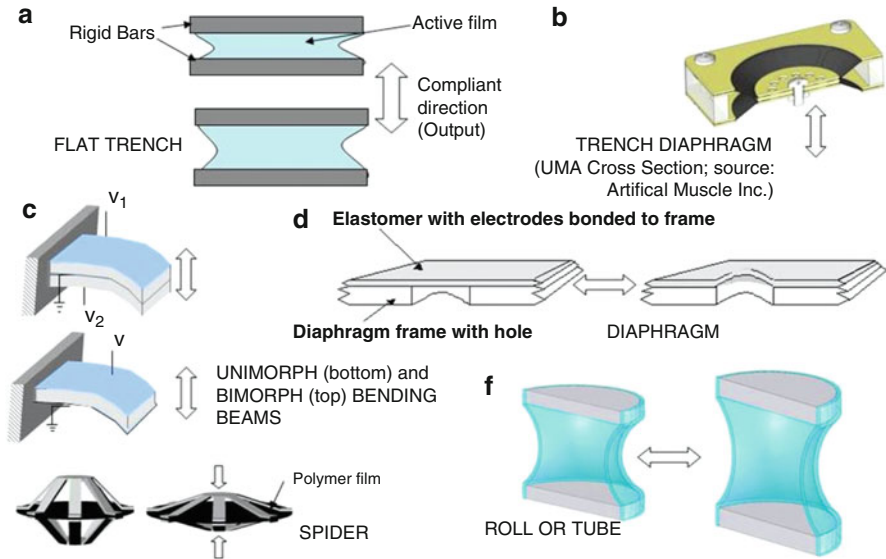 a
Rigid Bars
Active film
Compliant
direction
(Output)
FLAT TRENCH
b
TRENCH DIAPHRAGM
(UMA Cross Section; source:
Artifical Muscle Inc.)
c
V1
V2
V
UNIMORPH (bottom) and
BIMORPH (top) BENDING
BEAMS
d
Elastomer with electrodes bonded to frame
Diaphragm frame with hole
DIAPHRAGM
Polymer film
SPIDER
f
ROLL OR TUBE